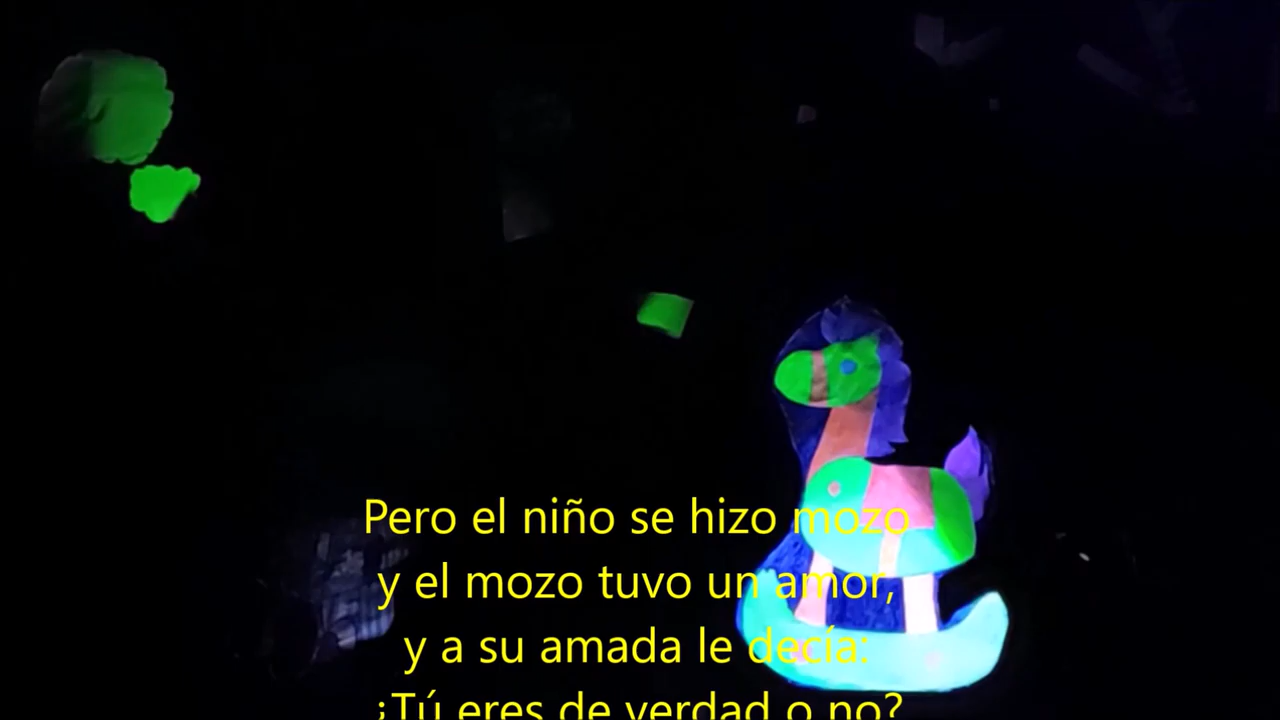 Pero el niño se hizo mozo
y el mozo tuvo un amor,
y a su amada le decía:
¿Tú eres de verdad o no?